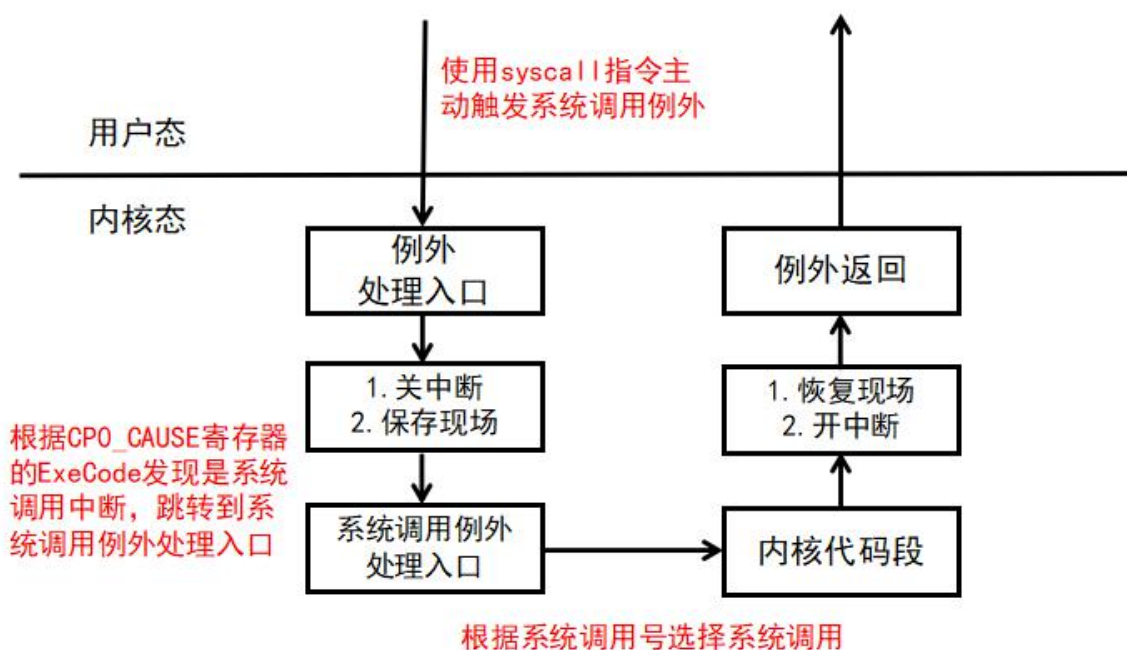 使用syscall指令主
动触发系统调用例外
用户态
内核态
例外
处理入口
例外返回
1.关中断
2.保存现场
1.恢复现场
2.开中断
根据CP0_CAUSE寄存器
的ExeCode发现是系统
调用中断，跳转到系
统调用例外处理入口
系统调用例外
处理入口
内核代码段
根据系统调用号选择系统调用